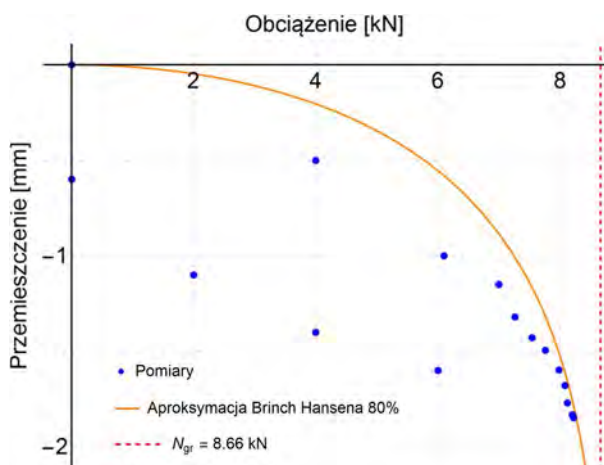 Obciążenie [kN]
2
4
6
8
Przemieszczenie [mm]
−1
−2
Pomiary
Aproksymacja Brinch Hansena 80%
Ngr = 8.66 kN